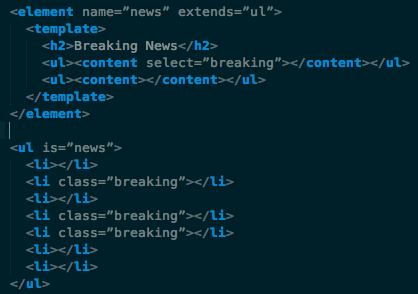 <element name=”news” extends=”ul”>
<template>
<h2>Breaking News</h2>
<ul><content select=”breaking”></content></ul>
<ul><content></content></ul>
</template>
</element>
<ul is=”news”>
<li></li>
<li class=”breaking”></li>
<li></li>
<li class=”breaking”></li>
<li class=”breaking”></li>
<li></li>
<li></li>
</ul>